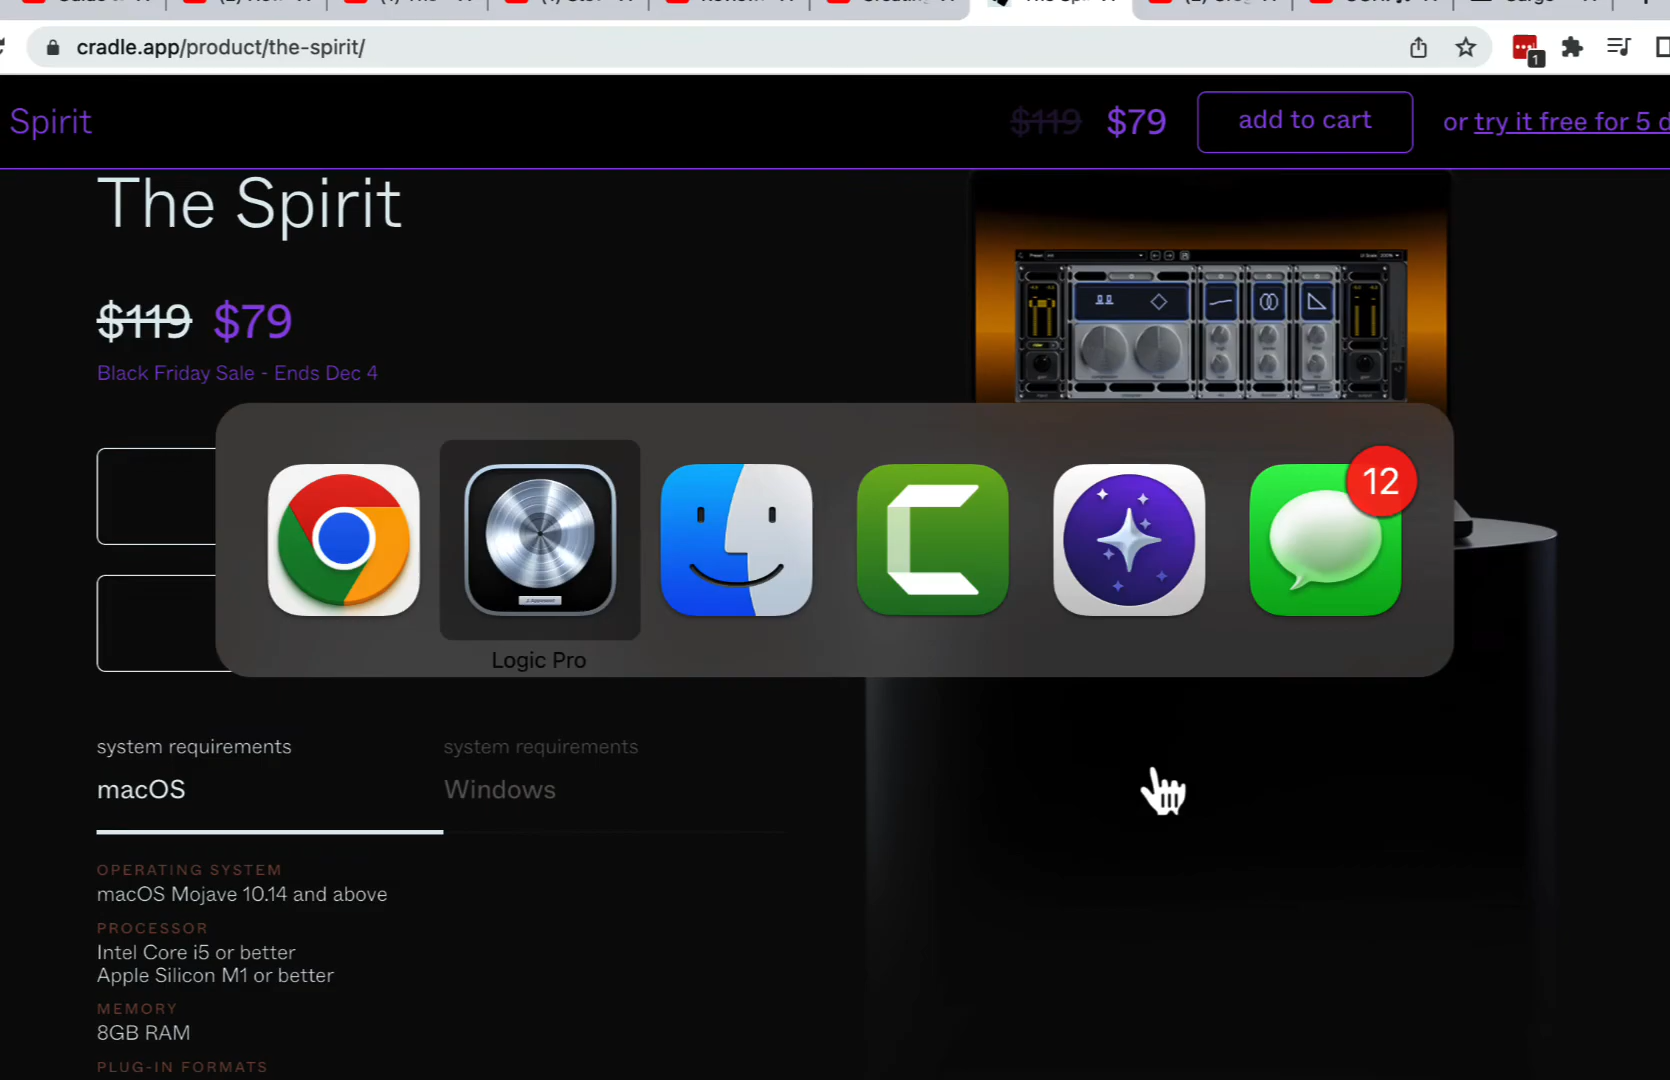 cradle.app/product/the-spirit/
1
Spirit
$119 $79 add to cart or try it free for 5 d
The Spirit
$119 $79
Black Friday Sale - Ends Dec 4
12
Logic Pro
system requirements
macOS
system requirements
Windows
OPERATING SYSTEM
macOS Mojave 10.14 and above
PROCESSOR
Intel Core i5 or better
Apple Silicon M1 or better
MEMORY
8GB RAM
PLUG-IN FORMATS